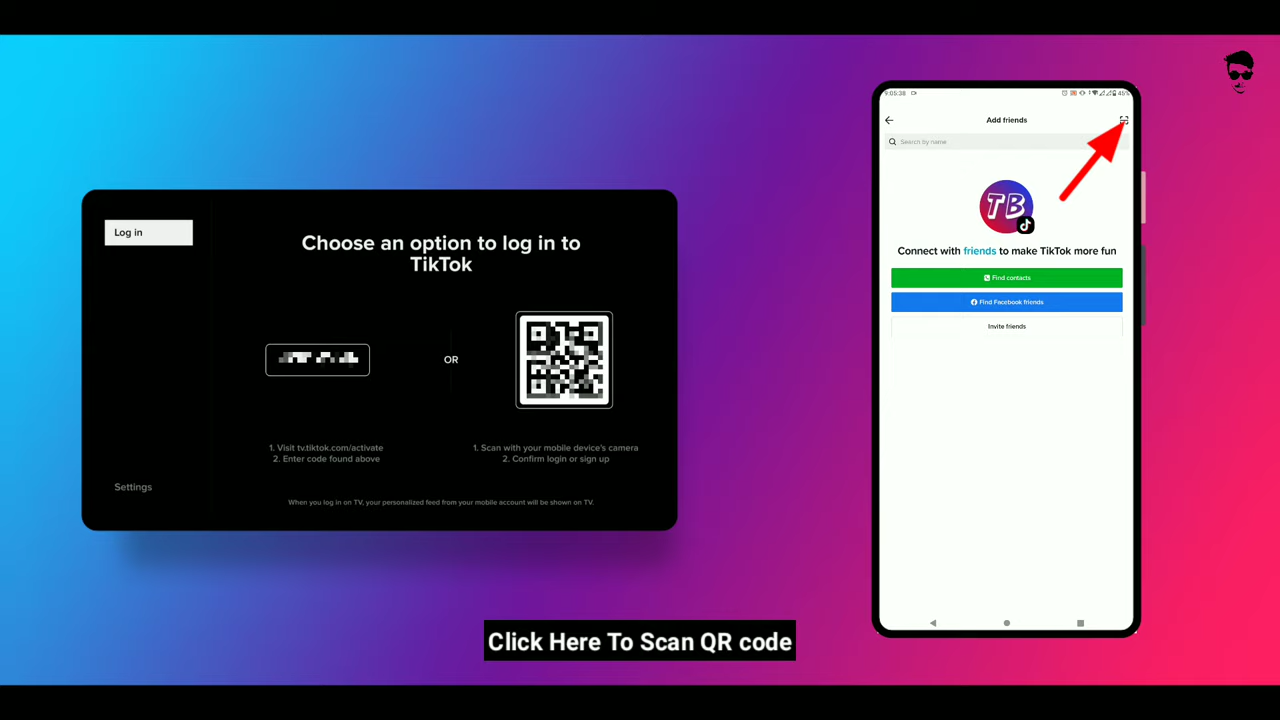 Log in
Choose an option to log in to
TikTok
OR
1. Visit tv.tiktok.com/activate
2. Enter code found above
1. Scan with your mobile device's camera
2. Confirm login or sign up
Settings
When you log in on TV, your personalized feed from your mobile account will be shown on TV.
9:05:38
45%
Add friends
Search by name
TB
Connect with friends to make TikTok more fun
Find contacts
Find Facebook friends
Invite friends
Click Here To Scan QR code